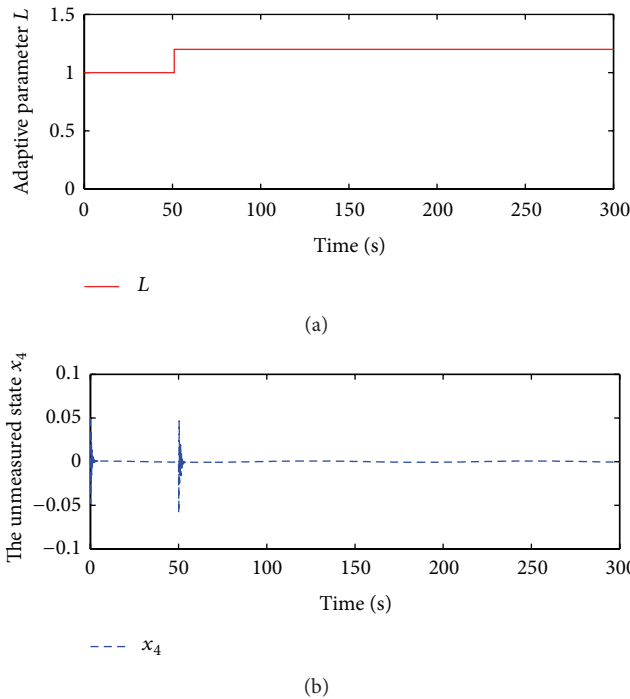 1.5
1
0.5
0
Adaptive parameter L
0 50 100 150 200 250 300
Time (s)
L
(a)
0.1
0.05
0
−0.05
−0.1
The unmeasured state x₄
0 50 100 150 200 250 300
Time (s)
x₄
(b)